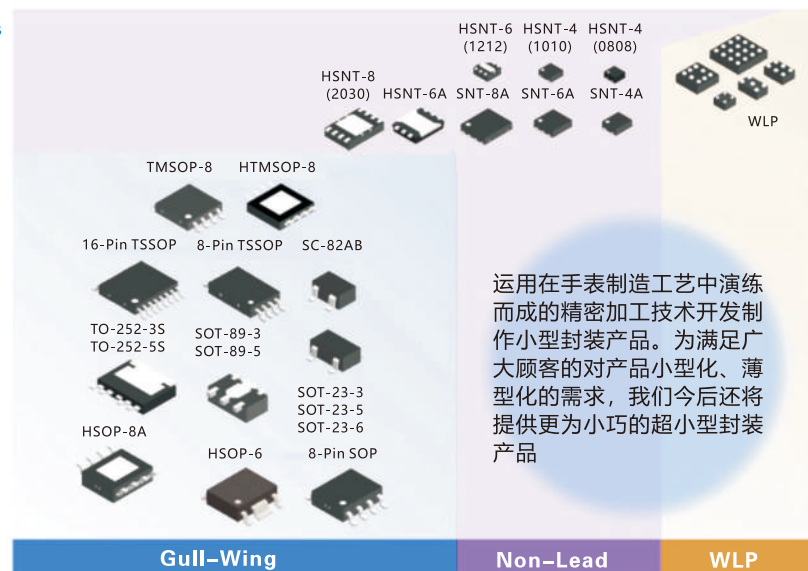 s
HSNT-6
(1212)
HSNT-4
(1010)
HSNT-4
(0808)
HSNT-8
(2030)
HSNT-6A
SNT-8A
SNT-6A
SNT-4A
WLP
TMSOP-8
HTMSOP-8
16-Pin TSSOP
8-Pin TSSOP
SC-82AB
TO-252-3S
TO-252-5S
SOT-89-3
SOT-89-5
SOT-23-3
SOT-23-5
SOT-23-6
HSOP-8A
HSOP-6
8-Pin SOP
运用在手表制造工艺中演练
而成的精密加工技术开发制
作小型封装产品。为满足广
大顾客的对产品小型化、薄
型化的需求，我们今后还将
提供更为小巧的超小型封装
产品
Gull–Wing
Non–Lead
WLP